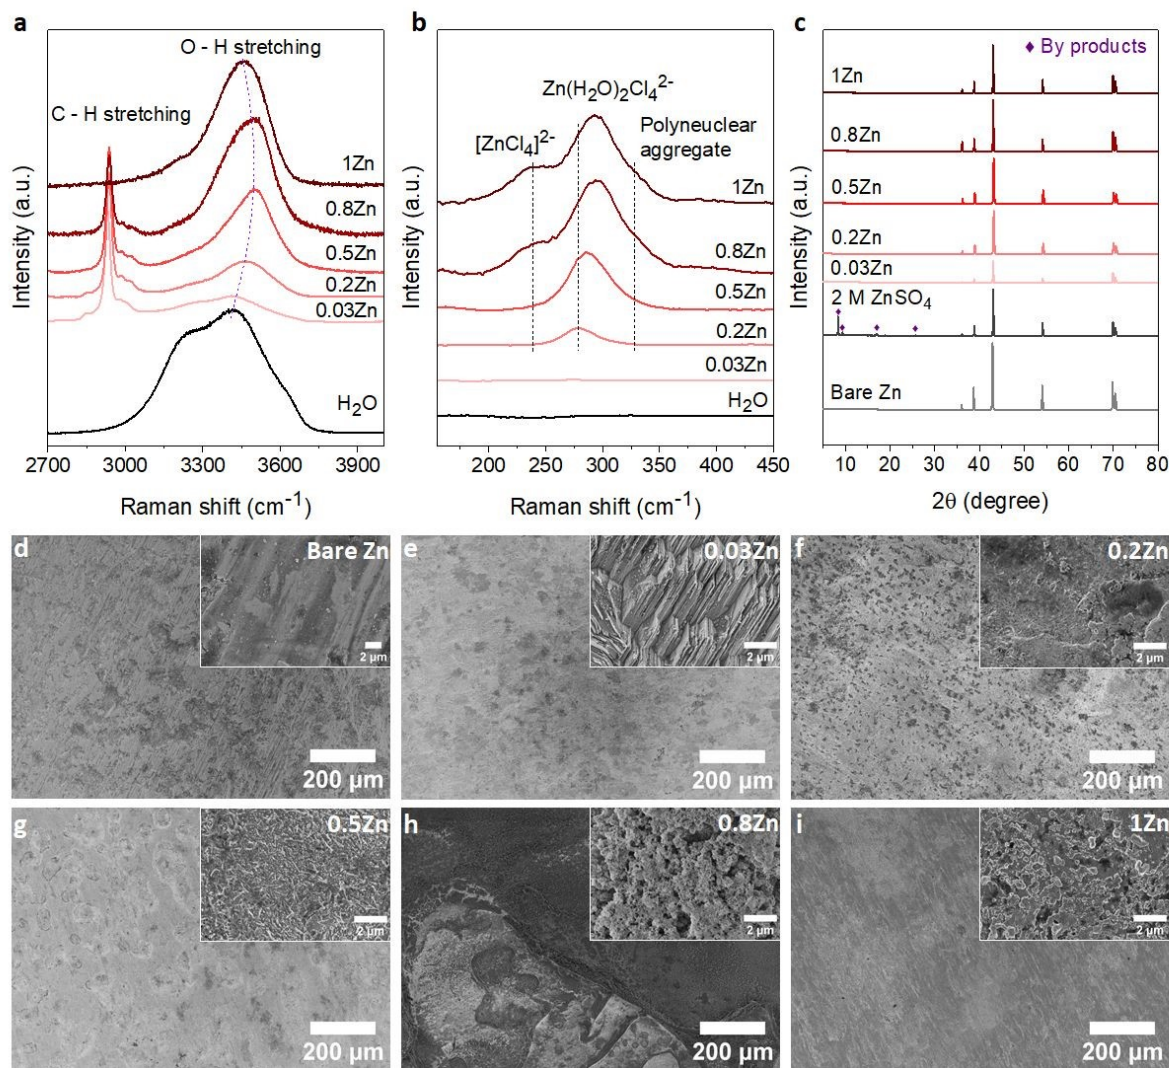 a
O - H stretching
C - H stretching
1Zn
0.8Zn
0.5Zn
0.2Zn
0.03Zn
H₂O
Intensity (a.u.)
2700 3000 3300 3600 3900
Raman shift (cm⁻¹)
b
Zn(H₂O)₂Cl₄²⁻
[ZnCl₄]²⁻
Polyneuclear
aggregate
1Zn
0.8Zn
0.5Zn
0.2Zn
0.03Zn
H₂O
Intensity (a.u.)
200 250 300 350 400 450
Raman shift (cm⁻¹)
c
♦ By products
1Zn
0.8Zn
0.5Zn
0.2Zn
0.03Zn
2 M ZnSO₄
Bare Zn
Intensity (a.u.)
10 20 30 40 50 60 70 80
2θ (degree)
d
Bare Zn
2 µm
200 µm
e
0.03Zn
2 µm
200 µm
f
0.2Zn
2 µm
200 µm
g
0.5Zn
2 µm
200 µm
h
0.8Zn
2 µm
200 µm
i
1Zn
2 µm
200 µm